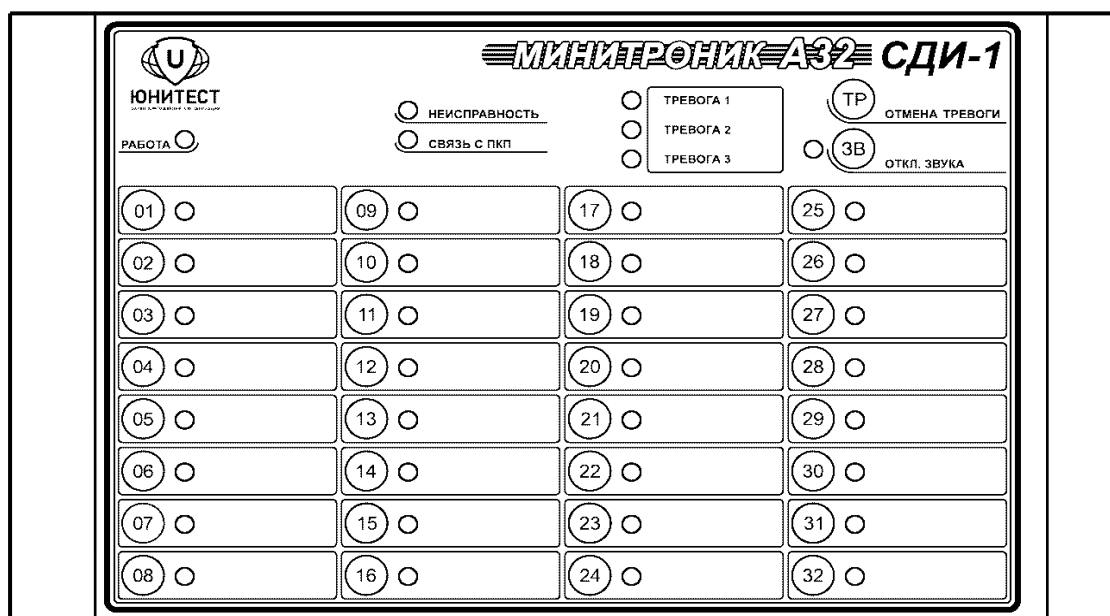 МИНИТРОНИК А32 СДИ-1
U
ЮНИТЕСТ
РАБОТА
НЕИСПРАВНОСТЬ
СВЯЗЬ С ПКП
ТРЕВОГА 1
ТРЕВОГА 2
ТРЕВОГА 3
ТР ОТМЕНА ТРЕВОГИ
ЗВ ОТКЛ. ЗВУКА
01 09 17 25
02 10 18 26
03 11 19 27
04 12 20 28
05 13 21 29
06 14 22 30
07 15 23 31
08 16 24 32